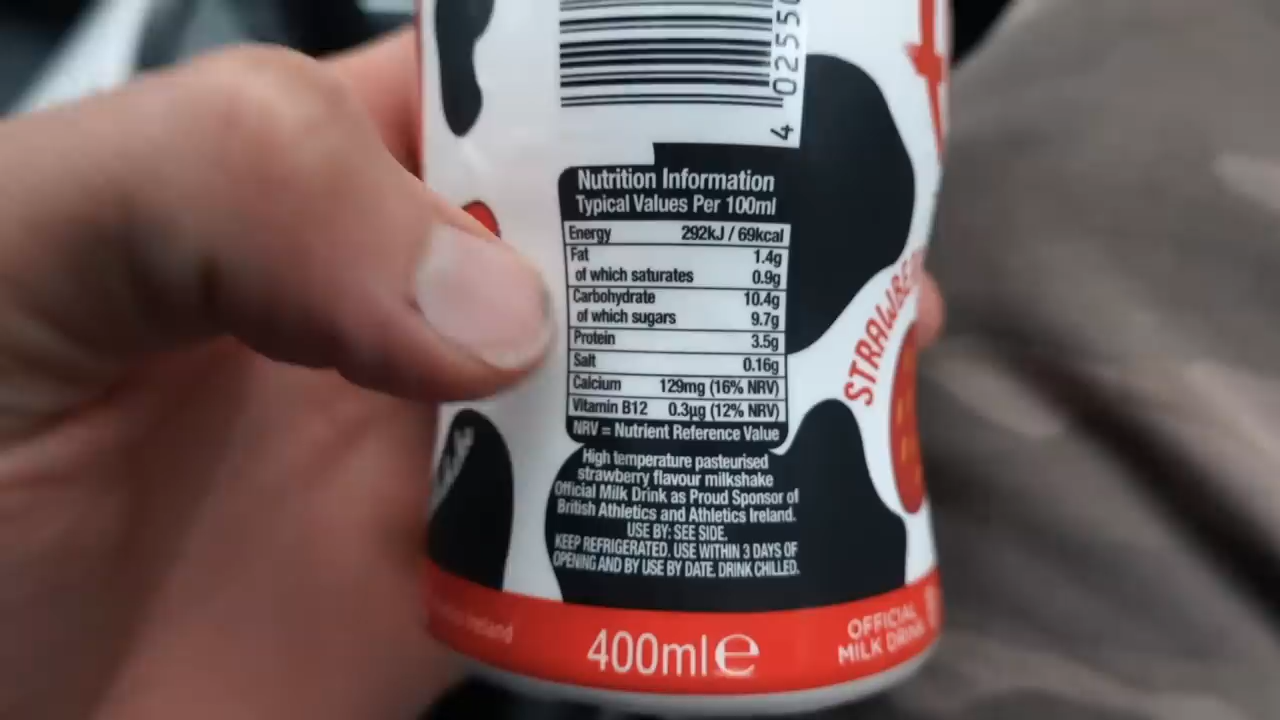 4 0255
Nutrition Information
Typical Values Per 100ml
Energy 292kJ / 69kcal
Fat 1.4g
of which saturates 0.9g
Carbohydrate 10.4g
of which sugars 9.7g
Protein 3.5g
Salt 0.16g
Calcium 129mg (16% NRV)
Vitamin B12 0.3µg (12% NRV)
NRV = Nutrient Reference Value
High temperature pasteurised
strawberry flavour milkshake
Official Milk Drink as Proud Sponsor of
British Athletics and Athletics Ireland.
USE BY: SEE SIDE.
KEEP REFRIGERATED. USE WITHIN 3 DAYS OF
OPENING AND BY USE BY DATE. DRINK CHILLED.
STRAWBE
400ml e
OFFICIAL
MILK DRINK